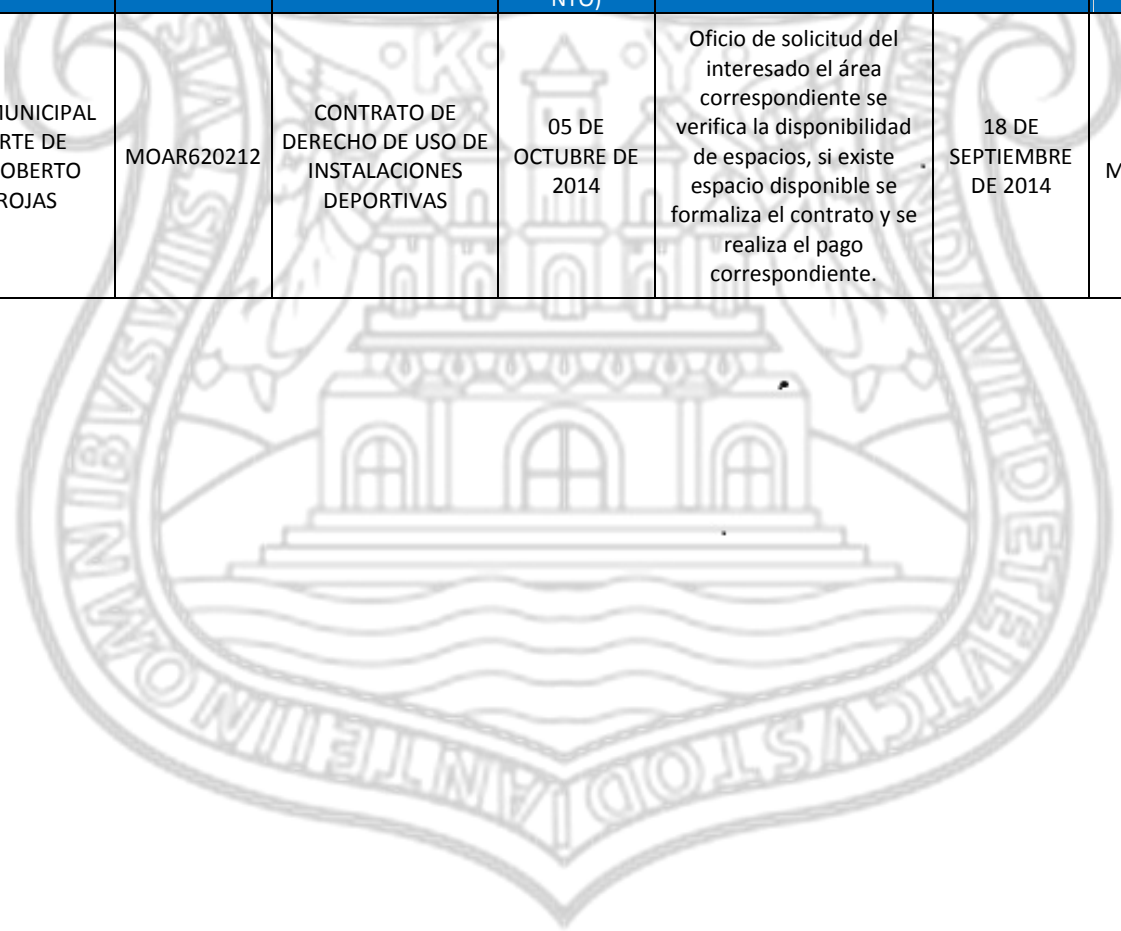 NTO)
MUNICIPAL
RTE DE
OBERTO
ROJAS
MOAR620212
CONTRATO DE
DERECHO DE USO DE
INSTALACIONES
DEPORTIVAS
05 DE
OCTUBRE DE
2014
Oficio de solicitud del
interesado el área
correspondiente se
verifica la disponibilidad
de espacios, si existe
espacio disponible se
formaliza el contrato y se
realiza el pago
correspondiente.
18 DE
SEPTIEMBRE
DE 2014
M
K Y